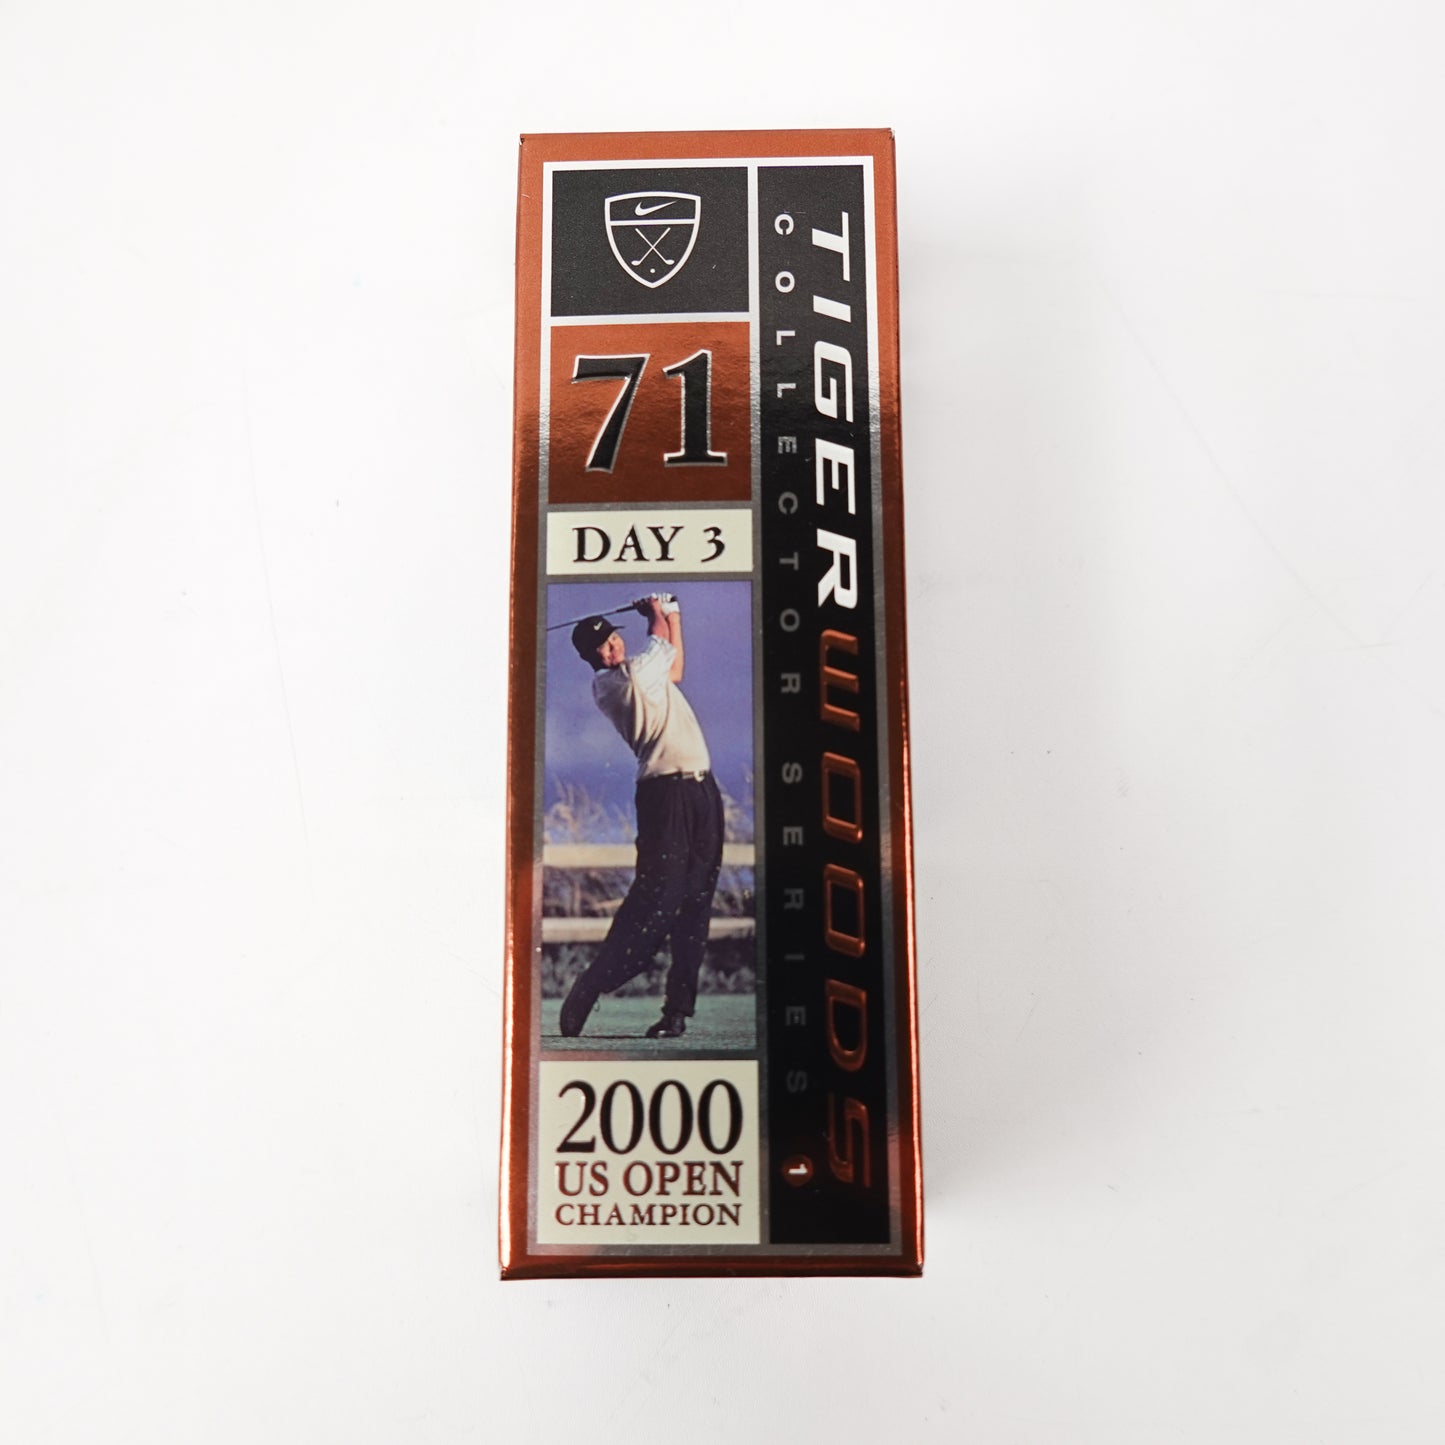 71
DAY 3
2000
US OPEN
CHAMPION
TIGER WOODS
COLLECTOR SERIES 1